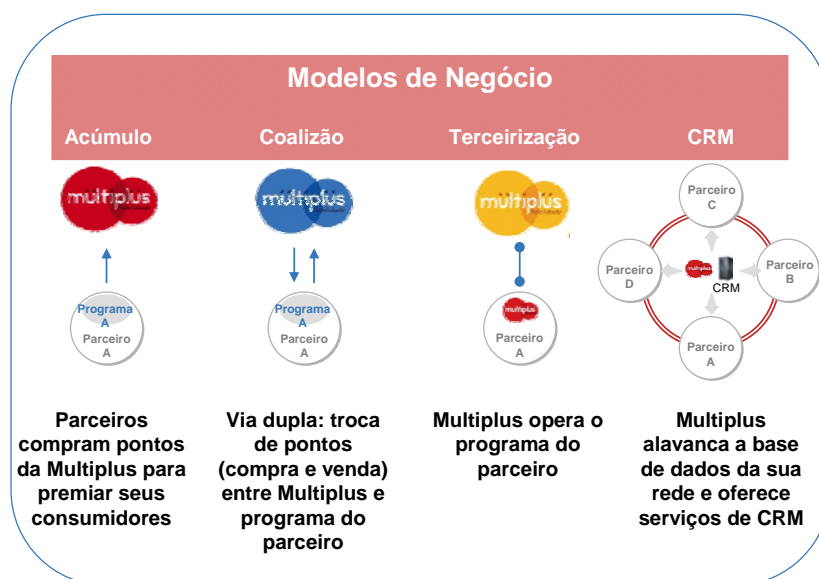 Modelos de Negócio
Acúmulo
Coalizão
Terceirização
CRM
multiplus
multiplus
multiplus
Parceiro
C
Parceiro
D
multiplus
CRM
Parceiro
B
Parceiro
A
Programa
A
Parceiro
A
Programa
A
Parceiro
A
multiplus
Parceiro
A
Parceiros
compram pontos
da Multiplus para
premiar seus
consumidores
Via dupla: troca
de pontos
(compra e venda)
entre Multiplus e
programa do
parceiro
Multiplus opera o
programa do
parceiro
Multiplus
alavanca a base
de dados da sua
rede e oferece
serviços de CRM